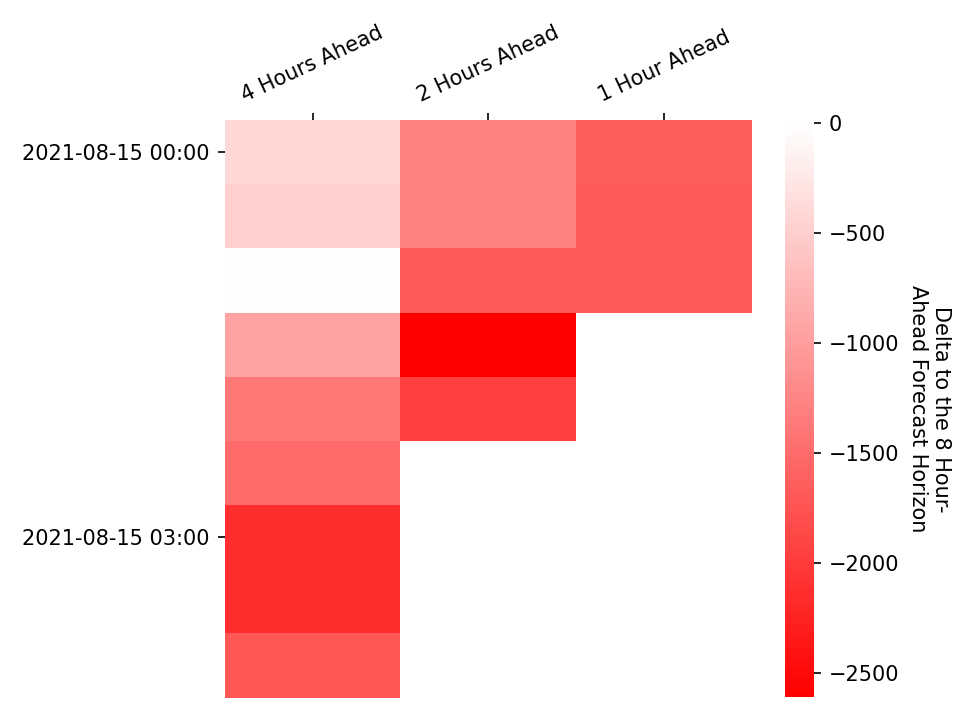 4 Hours Ahead
2 Hours Ahead
1 Hour Ahead
2021-08-15 00:00
2021-08-15 03:00
0
−500
−1000
−1500
−2000
−2500
Delta to the 8 Hour-
Ahead Forecast Horizon